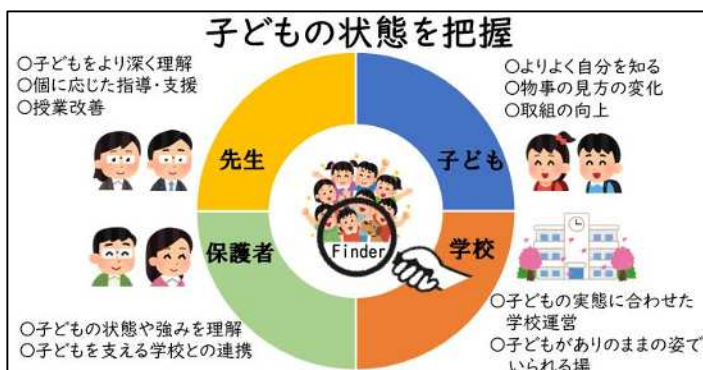 子どもの状態を把握
○子どもをより深く理解
○個に応じた指導・支援
○授業改善
○よりよく自分を知る
○物事の見方の変化
○取組の向上
先生
子ども
保護者
学校
Finder
○子どもの状態や強みを理解
○子どもを支える学校との連携
○子どもの実態に合わせた
学校運営
○子どもがありのままの姿で
いられる場